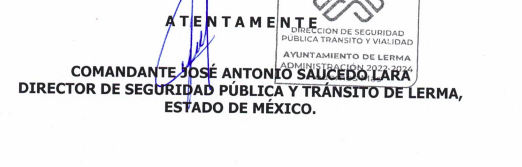 ATENTAMENTE
DIRECCIÓN DE SEGURIDAD
PÚBLICA TRANSITO Y VIALIDAD
AYUNTAMIENTO DE LERMA
ADMINISTRACIÓN 2022-2024
COMANDANTE JOSÉ ANTONIO SAUCEDO LARA
DIRECTOR DE SEGURIDAD PÚBLICA Y TRÁNSITO DE LERMA,
ESTADO DE MÉXICO.